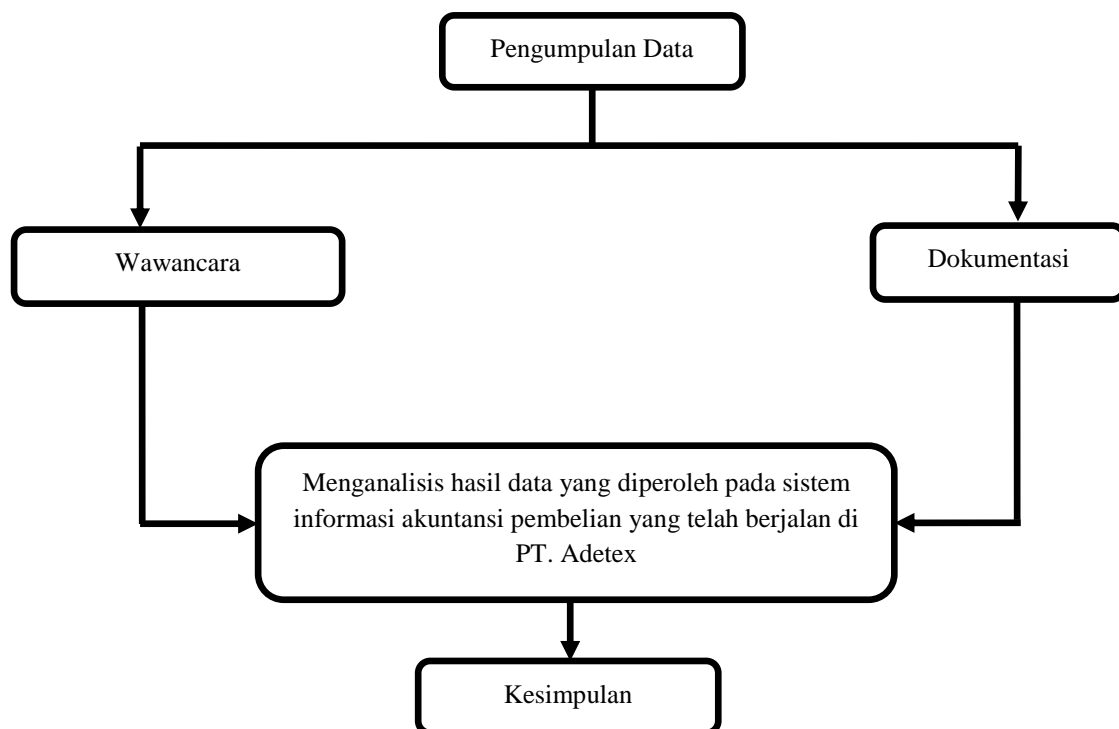 Pengumpulan Data
Wawancara
Dokumentasi
Menganalisis hasil data yang diperoleh pada sistem
informasi akuntansi pembelian yang telah berjalan di
PT. Adetex
Kesimpulan